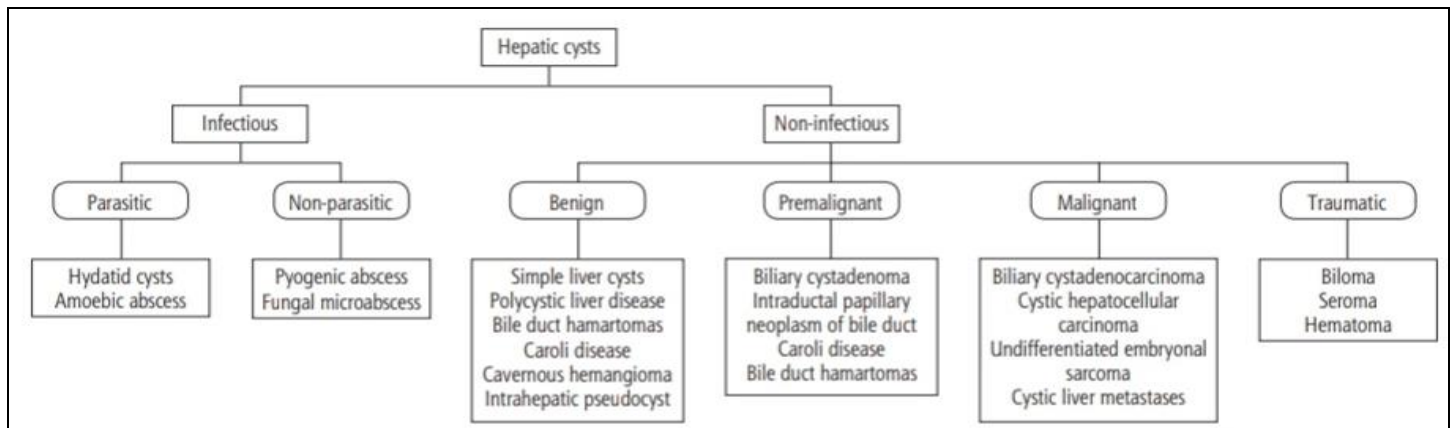 Hepatic cysts
Infectious
Non-infectious
Parasitic
Non-parasitic
Benign
Premalignant
Malignant
Traumatic
Hydatid cysts
Amoebic abscess
Pyogenic abscess
Fungal microabscess
Simple liver cysts
Polycystic liver disease
Bile duct hamartomas
Caroli disease
Cavernous hemangioma
Intrahepatic pseudocyst
Biliary cystadenoma
Intraductal papillary
neoplasm of bile duct
Caroli disease
Bile duct hamartomas
Biliary cystadenocarcinoma
Cystic hepatocellular
carcinoma
Undifferentiated embryonal
sarcoma
Cystic liver metastases
Biloma
Seroma
Hematoma